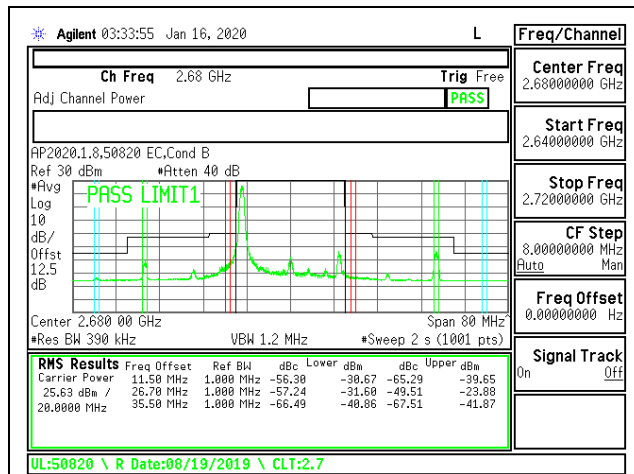 Agilent 03:33:55 Jan 16, 2020 L
Freq/Channel
Ch Freq 2.68 GHz Trig Free
Adj Channel Power PASS
AP2020.1.8,50820 EC,Cond B
Ref 30 dBm #Atten 40 dB
#Avg
Log
10
dB/
Offst
12.5
dB
PASS LIMIT1
Center 2.680 00 GHz Span 80 MHz^
#Res BW 390 kHz VBW 1.2 MHz #Sweep 2 s (1001 pts)
RMS Results Freq Offset Ref BW dBc Lower dBm dBc Upper dBm
Carrier Power 11.50 MHz 1.000 MHz -56.30 -30.67 -65.29 -39.65
25.63 dBm / 26.70 MHz 1.000 MHz -57.24 -31.60 -49.51 -23.88
20.0000 MHz 35.50 MHz 1.000 MHz -66.49 -40.86 -67.51 -41.87
UL:50820 \ R Date:08/19/2019 \ CLT:2.7
Center Freq
2.68000000 GHz
Start Freq
2.64000000 GHz
Stop Freq
2.72000000 GHz
CF Step
8.00000000 MHz
Auto Man
Freq Offset
0.00000000 Hz
Signal Track
On Off